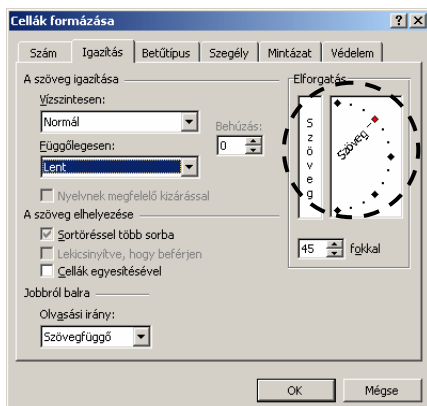 Cellák formázása
Szám Igazítás Betűtípus Szegély Mintázat Védelem
A szöveg igazítása
Vízszintesen:
Normál
Behúzás:
0
Függőlegesen:
Lent
Nyelvnek megfelelő kizárással
A szöveg elhelyezése
Sortöréssel több sorba
Lekicsinyítve, hogy beférjen
Cellák egyesítésével
Jobbról balra
Olvasási irány:
Szövegfüggő
Elforgatás
Szöveg
Szöveg
45 fokkal
OK Mégse